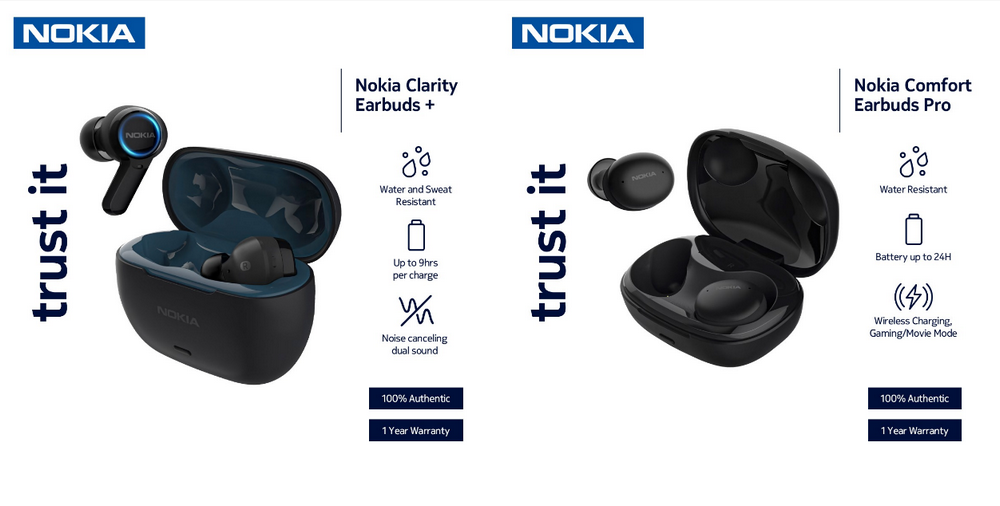 NOKIA
Nokia Clarity
Earbuds +
trust it
NOKIA
NOKIA
Water and Sweat
Resistant
Up to 9hrs
per charge
Noise canceling
dual sound
100% Authentic
1 Year Warranty
NOKIA
Nokia Comfort
Earbuds Pro
trust it
NOKIA
NOKIA
Water Resistant
Battery up to 24H
Wireless Charging,
Gaming/Movie Mode
100% Authentic
1 Year Warranty